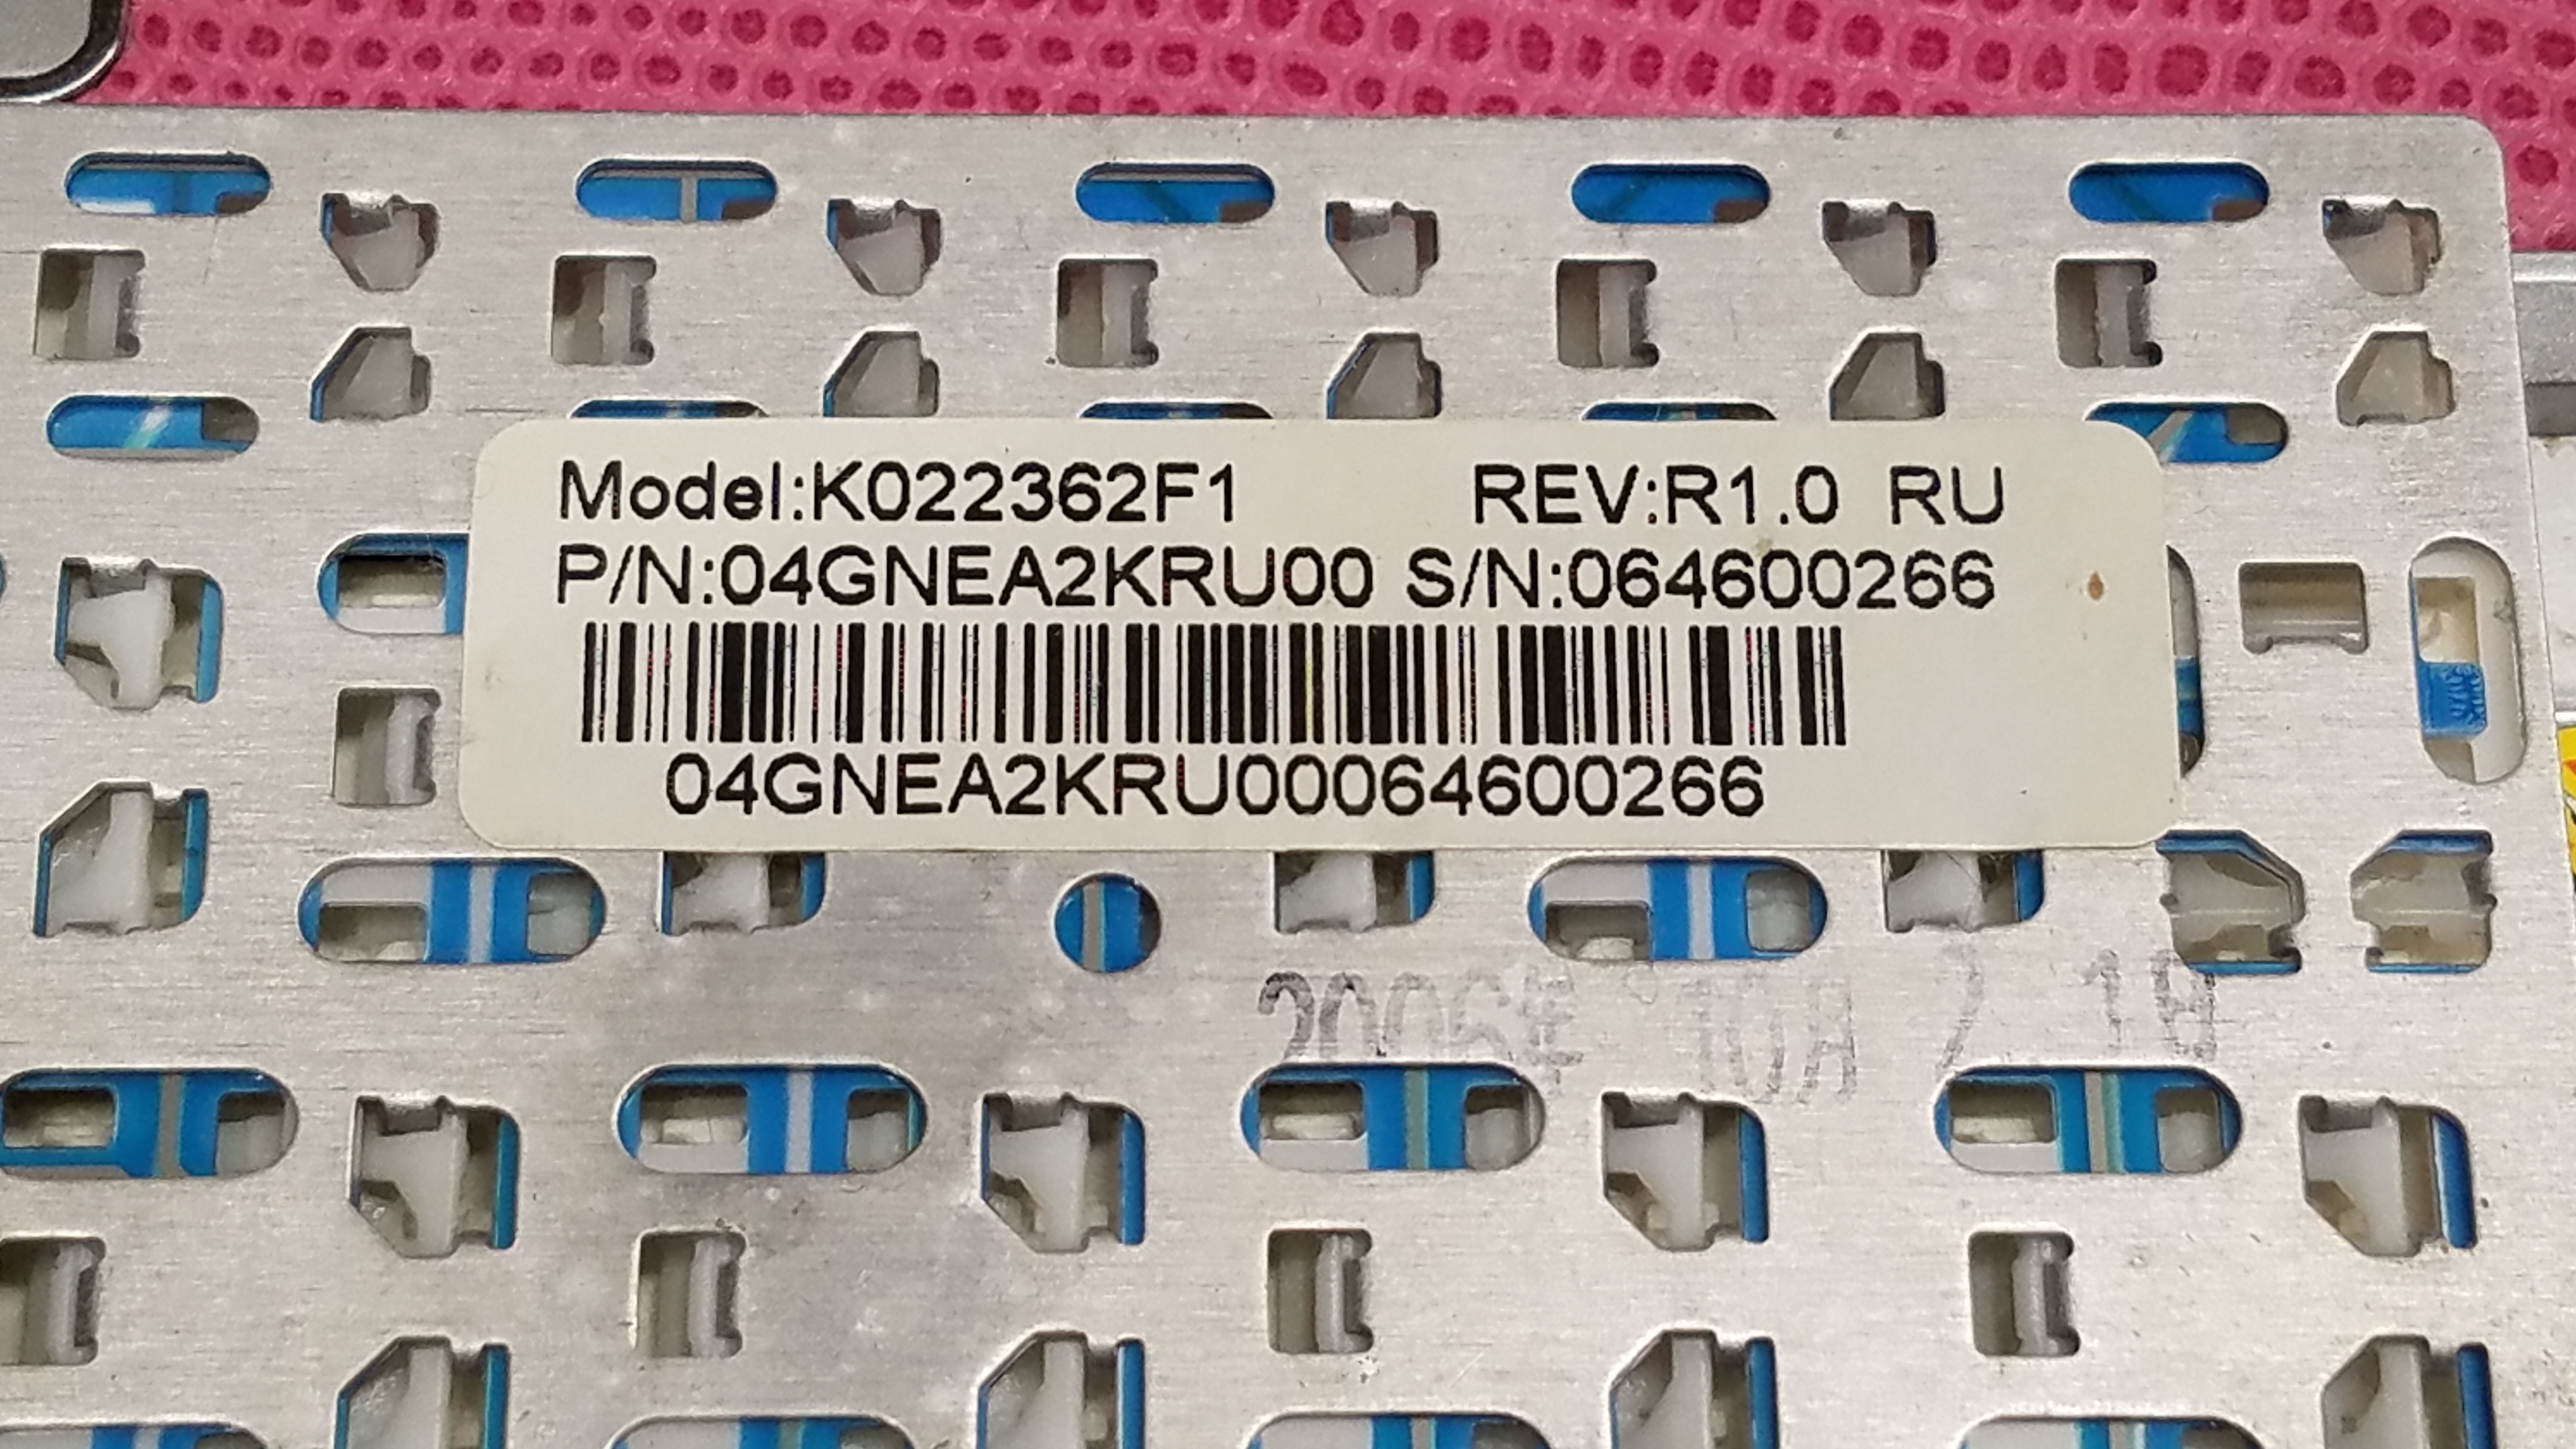 Model:K022362F1 REV:R1.0 RU
P/N:04GNEA2KRU00 S/N:064600266
04GNEA2KRU00064600266